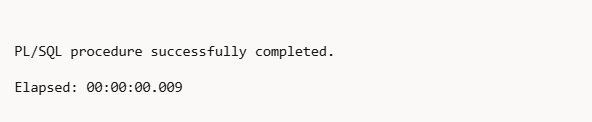 PL/SQL procedure successfully completed.
Elapsed: 00:00:00.009